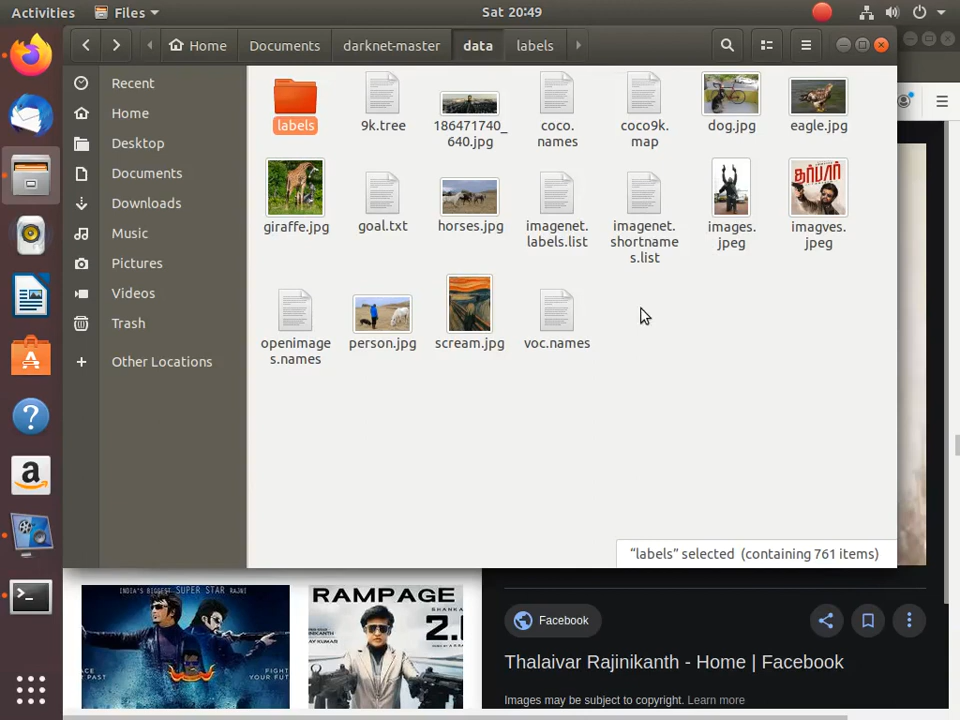 Activities
Files
Sat 20:49
Home
Documents
darknet-master
data
labels
Recent
Home
Desktop
Documents
Downloads
Music
Pictures
Videos
Trash
Other Locations
labels
9k.tree
186471740_
640.jpg
coco.
names
coco9k.
map
dog.jpg
eagle.jpg
giraffe.jpg
goal.txt
horses.jpg
imagenet.
labels.list
imagenet.
shortname
s.list
images.
jpeg
imagves.
jpeg
தர்பார்
openimage
s.names
person.jpg
scream.jpg
voc.names
"labels" selected (containing 761 items)
INDIA'S BIGGEST SUPER STAR RAJNI
RAMPAGE
2.
Facebook
Thalaivar Rajinikanth - Home | Facebook
Images may be subject to copyright. Learn more